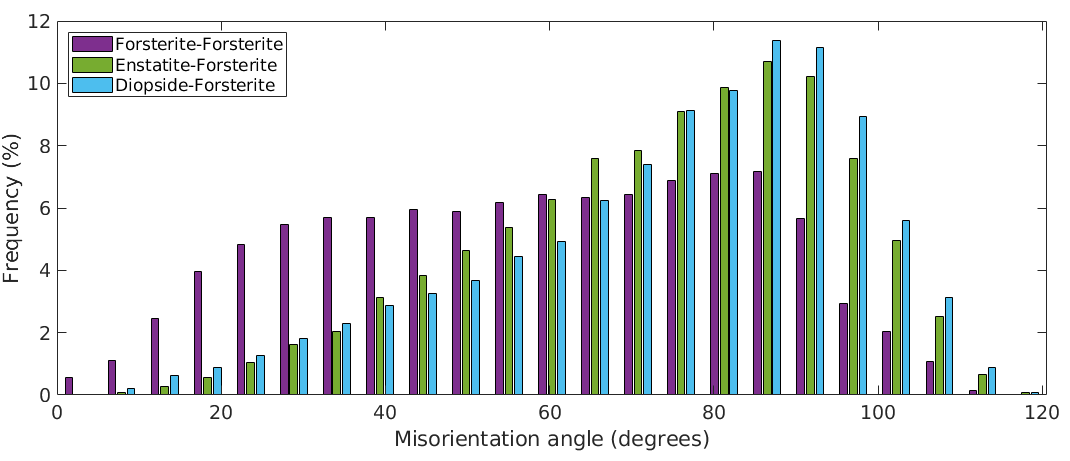 Forsterite-Forsterite
Enstatite-Forsterite
Diopside-Forsterite
Frequency (%)
12
10
8
6
4
2
0
0 20 40 60 80 100 120
Misorientation angle (degrees)